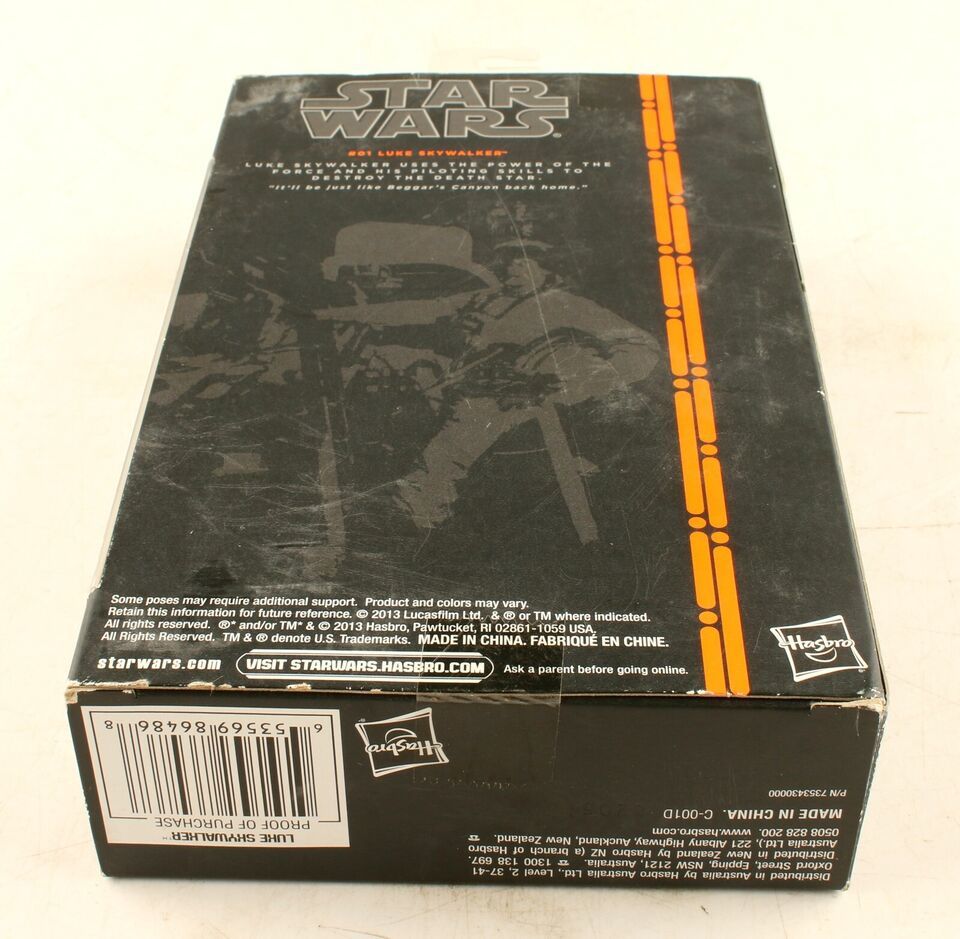 STAR
WARS®
#01 LUKE SKYWALKER™
LUKE SKYWALKER USES THE POWER OF THE
FORCE AND HIS PILOTING SKILLS TO
DESTROY THE DEATH STAR.
"It'll be just like Beggar's Canyon back home."
Some poses may require additional support. Product and colors may vary.
Retain this information for future reference. © 2013 Lucasfilm Ltd. & ® or TM where indicated.
All rights reserved. ®* and/or TM* & © 2013 Hasbro, Pawtucket, RI 02861-1059 USA.
All Rights Reserved. TM & ® denote U.S. Trademarks. MADE IN CHINA. FABRIQUÉ EN CHINE.
starwars.com VISIT STARWARS.HASBRO.COM Ask a parent before going online.
Hasbro
Hasbro®
LUKE SKYWALKER™
PROOF OF PURCHASE
6 53569 86486 8
Distributed in Australia by Hasbro Australia Ltd., Level 2, 37-41
Oxford Street, Epping, NSW, 2121, Australia. ☎ 1300 138 697.
Distributed in New Zealand by Hasbro NZ (a branch of Hasbro
Australia Ltd.), 221 Albany Highway, Auckland, New Zealand. ☎
0508 828 200. www.hasbro.com
MADE IN CHINA. C-001D
P/N 7353430000